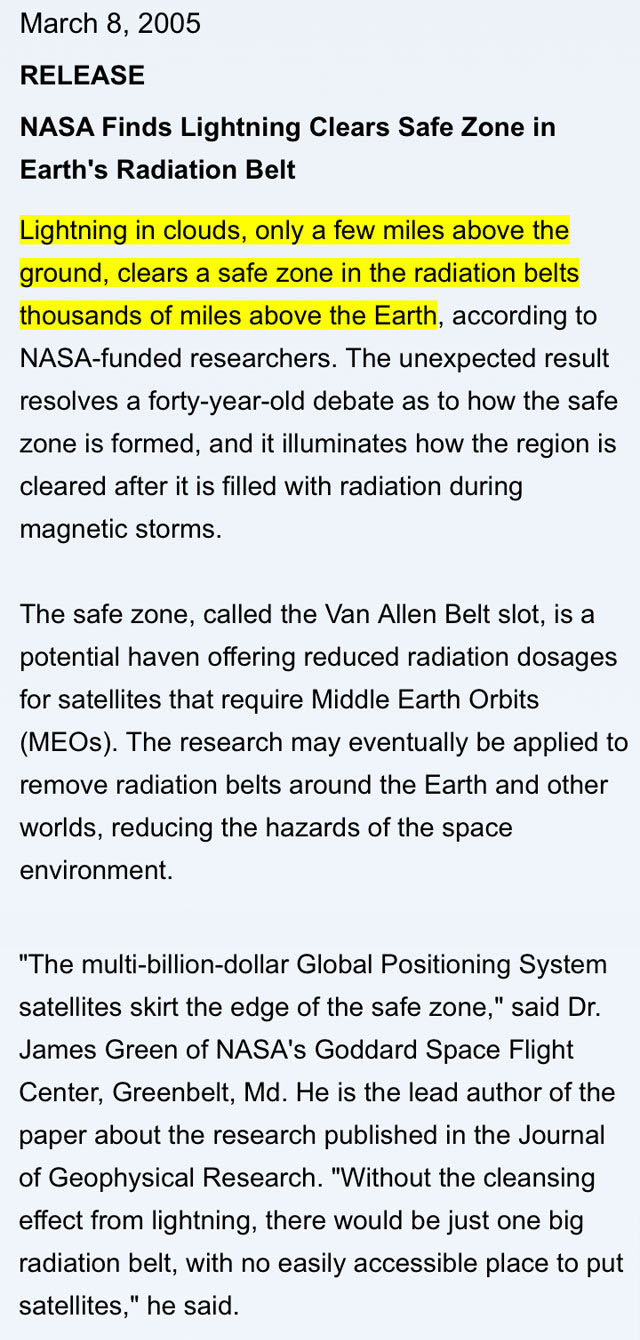 March 8, 2005
RELEASE
NASA Finds Lightning Clears Safe Zone in
Earth's Radiation Belt
Lightning in clouds, only a few miles above the
ground, clears a safe zone in the radiation belts
thousands of miles above the Earth, according to
NASA-funded researchers. The unexpected result
resolves a forty-year-old debate as to how the safe
zone is formed, and it illuminates how the region is
cleared after it is filled with radiation during
magnetic storms.
The safe zone, called the Van Allen Belt slot, is a
potential haven offering reduced radiation dosages
for satellites that require Middle Earth Orbits
(MEOs). The research may eventually be applied to
remove radiation belts around the Earth and other
worlds, reducing the hazards of the space
environment.
"The multi-billion-dollar Global Positioning System
satellites skirt the edge of the safe zone," said Dr.
James Green of NASA's Goddard Space Flight
Center, Greenbelt, Md. He is the lead author of the
paper about the research published in the Journal
of Geophysical Research. "Without the cleansing
effect from lightning, there would be just one big
radiation belt, with no easily accessible place to put
satellites," he said.